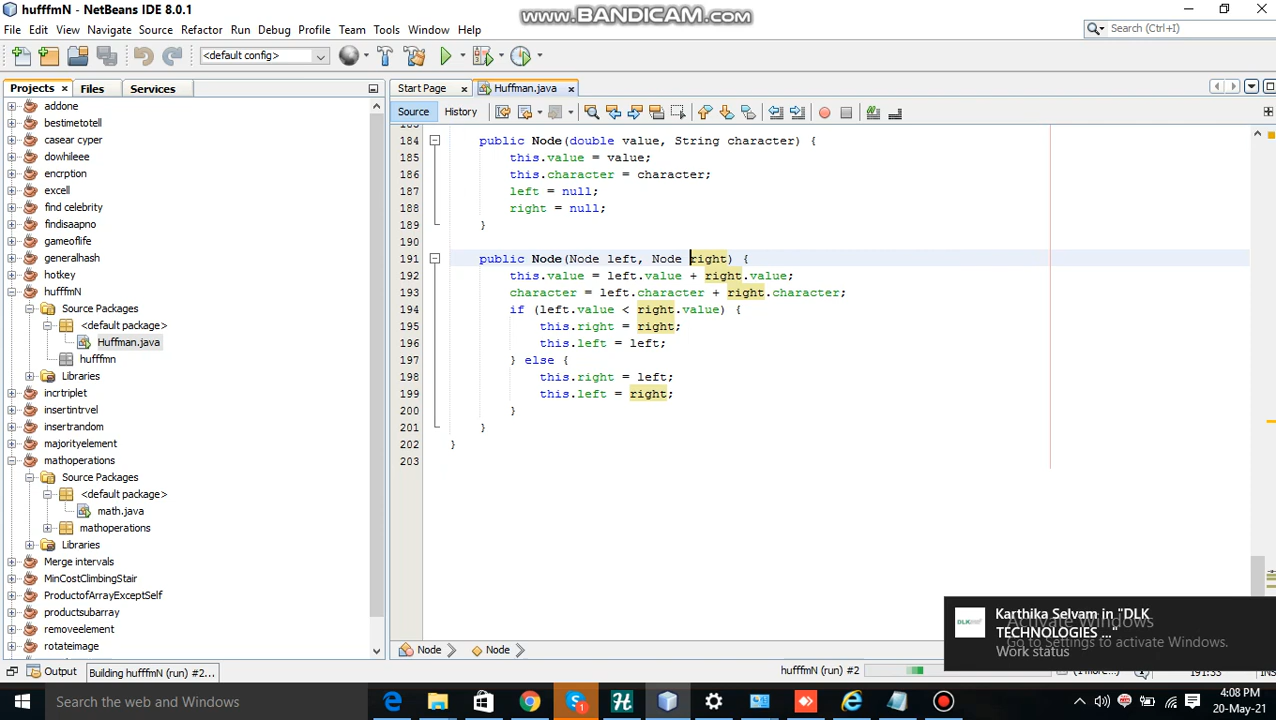 hufffmN - NetBeans IDE 8.0.1
www.BANDICAM.com
File Edit View Navigate Source Refactor Run Debug Profile Team Tools Window Help
Search (Ctrl+I)
<default config>
Projects Files Services
Start Page Huffman.java
Source History
addone
bestimetotell
casear cyper
dowhileee
encrption
excell
find celebrity
findisaapno
gameoflife
generalhash
hotkey
hufffmN
Source Packages
<default package>
Huffman.java
hufffmn
Libraries
incrtriplet
insertintrvel
insertrandom
majorityelement
mathoperations
Source Packages
<default package>
math.java
mathoperations
Libraries
Merge intervals
MinCostClimbingStair
ProductofArrayExceptSelf
productsubarray
removeelement
rotateimage
184 public Node(double value, String character) {
185 this.value = value;
186 this.character = character;
187 left = null;
188 right = null;
189 }
190
191 public Node(Node left, Node right) {
192 this.value = left.value + right.value;
193 character = left.character + right.character;
194 if (left.value < right.value) {
195 this.right = right;
196 this.left = left;
197 } else {
198 this.right = left;
199 this.left = right;
200 }
201 }
202 }
203
Karthika Selvam in "DLK
TECHNOLOGIES ..."
Work status
Activate Windows
Go to Settings to activate Windows.
Node Node
Output Building hufffmN (run) #2...
hufffmN (run) #2
Search the web and Windows
1
4:08 PM
20-May-21